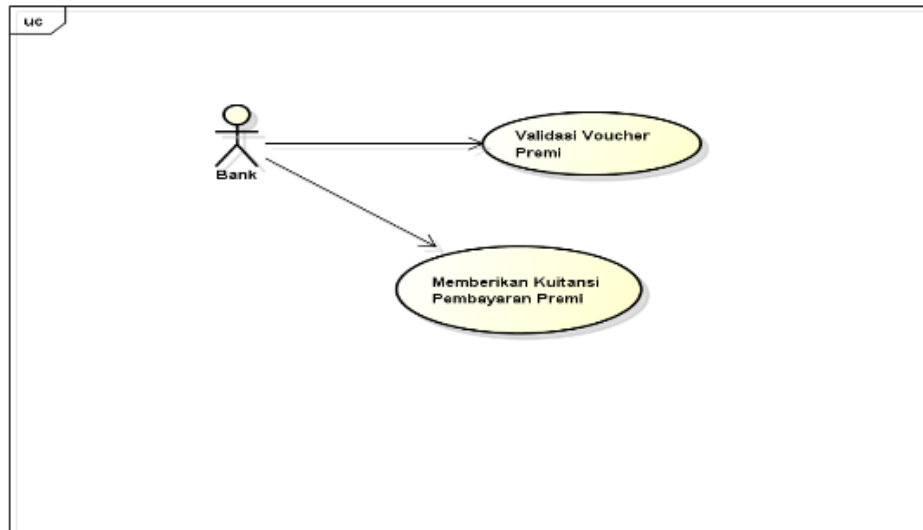 uc
Validasi Voucher
Premi
Bank
Memberikan Kuitansi
Pembayaran Premi